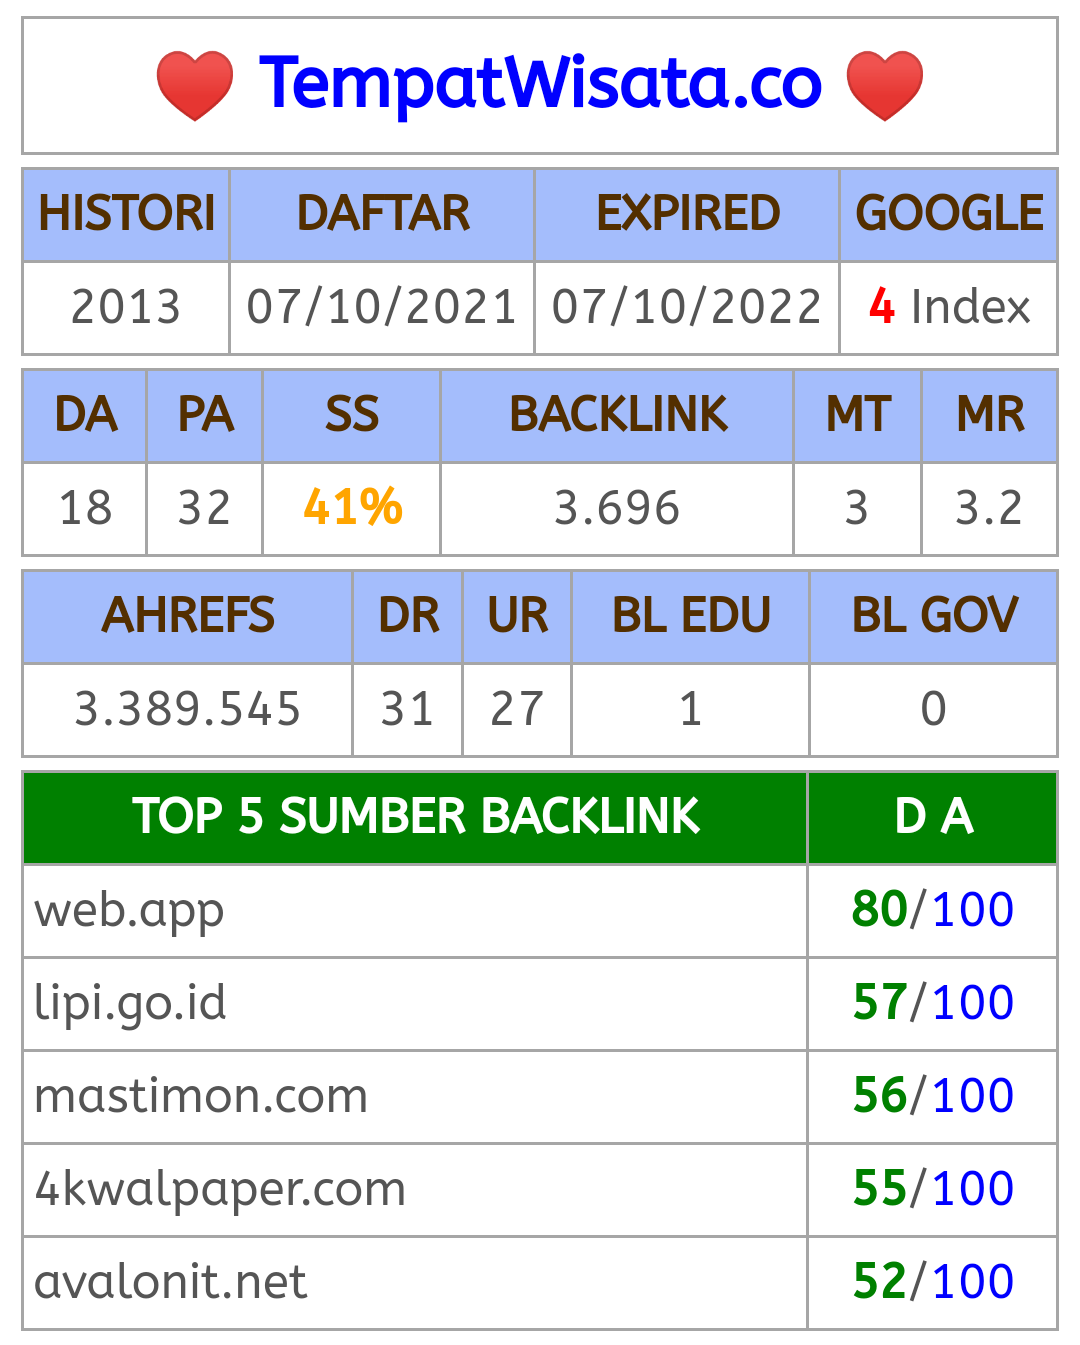 TempatWisata.co
HISTORI DAFTAR EXPIRED GOOGLE
2013 07/10/2021 07/10/2022 4 Index
DA PA SS BACKLINK MT MR
18 32 41% 3.696 3 3.2
AHREFS DR UR BL EDU BL GOV
3.389.545 31 27 1 0
TOP 5 SUMBER BACKLINK D A
web.app 80/100
lipi.go.id 57/100
mastimon.com 56/100
4kwalpaper.com 55/100
avalonit.net 52/100